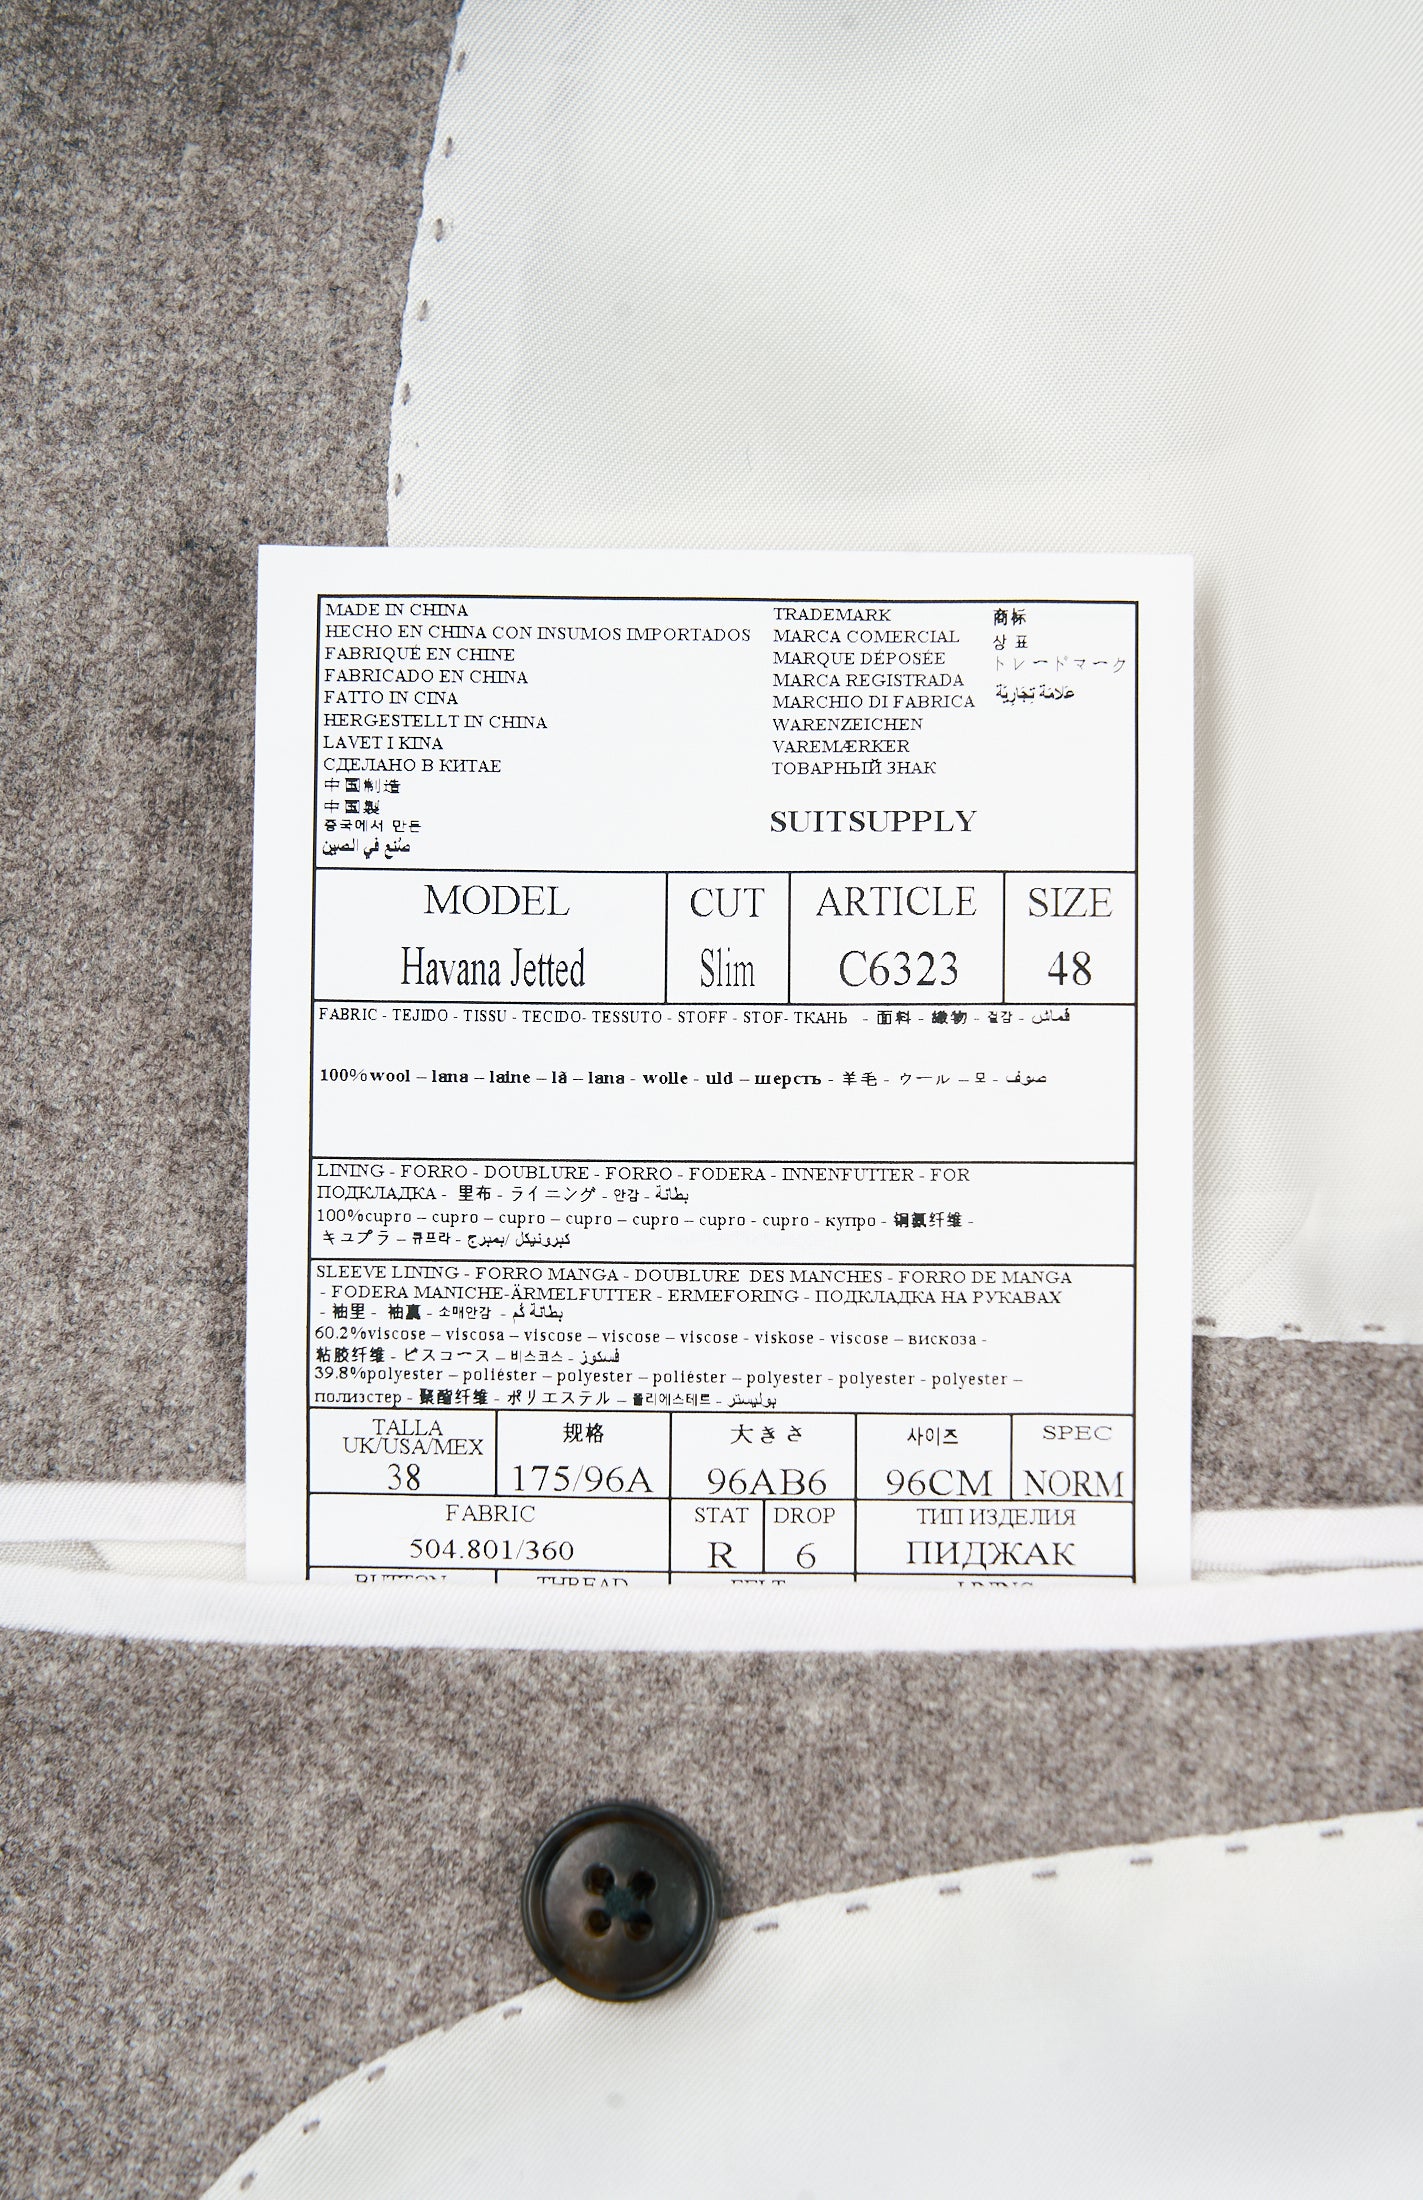 MADE IN CHINA
HECHO EN CHINA CON INSUMOS IMPORTADOS
FABRIQUÉ EN CHINE
FABRICADO EN CHINA
FATTO IN CINA
HERGESTELLT IN CHINA
LAVET I KINA
СДЕЛАНО В КИТАЕ
中国制造
中国製
중국에서 만든
صُنع في الصين
TRADEMARK
MARCA COMERCIAL
MARQUE DÉPOSÉE
MARCA REGISTRADA
MARCHIO DI FABRICA
WARENZEICHEN
VAREMÆRKER
ТОВАРНЫЙ ЗНАК
商标
상표
トレードマーク
عَلامَة تِجَارِيَّة
SUITSUPPLY
MODEL CUT ARTICLE SIZE
Havana Jetted Slim C6323 48
FABRIC - TEJIDO - TISSU - TECIDO- TESSUTO - STOFF - STOF- ТКАНЬ - 面料 - 織物 - 겉감 - قُماش
100%wool – lana – laine – lã – lana - wolle - uld – шерсть - 羊毛 - ウール – 모 - صوف
LINING - FORRO - DOUBLURE - FORRO - FODERA - INNENFUTTER - FOR
ПОДКЛАДКА - 里布 - ライニング - 안감 - بطانة
100%cupro – cupro – cupro – cupro – cupro – cupro - cupro - купро - 铜氨纤维 -
キュプラ – 큐프라 - كبرونيكل /بمبرج
SLEEVE LINING - FORRO MANGA - DOUBLURE DES MANCHES - FORRO DE MANGA
- FODERA MANICHE-ÄRMELFUTTER - ERMEFORING - ПОДКЛАДКА НА РУКАВАХ
- 袖里 - 袖裏 - 소매안감 - بطانة كُم
60.2%viscose – viscosa – viscose – viscose – viscose - viskose - viscose – вискоза -
粘胶纤维 - ビスコース – 비스코스 - فسكوز
39.8%polyester – poliéster – polyester – poliéster – polyester - polyester - polyester –
полиэстер - 聚酯纤维 - ポリエステル – 폴리에스테르 - بوليستر
TALLA
UK/USA/MEX 规格 大きさ 사이즈 SPEC
38 175/96A 96AB6 96CM NORM
FABRIC STAT DROP ТИП ИЗДЕЛИЯ
504.801/360 R 6 ПИДЖАК
BUTTON THREAD FELT LINING